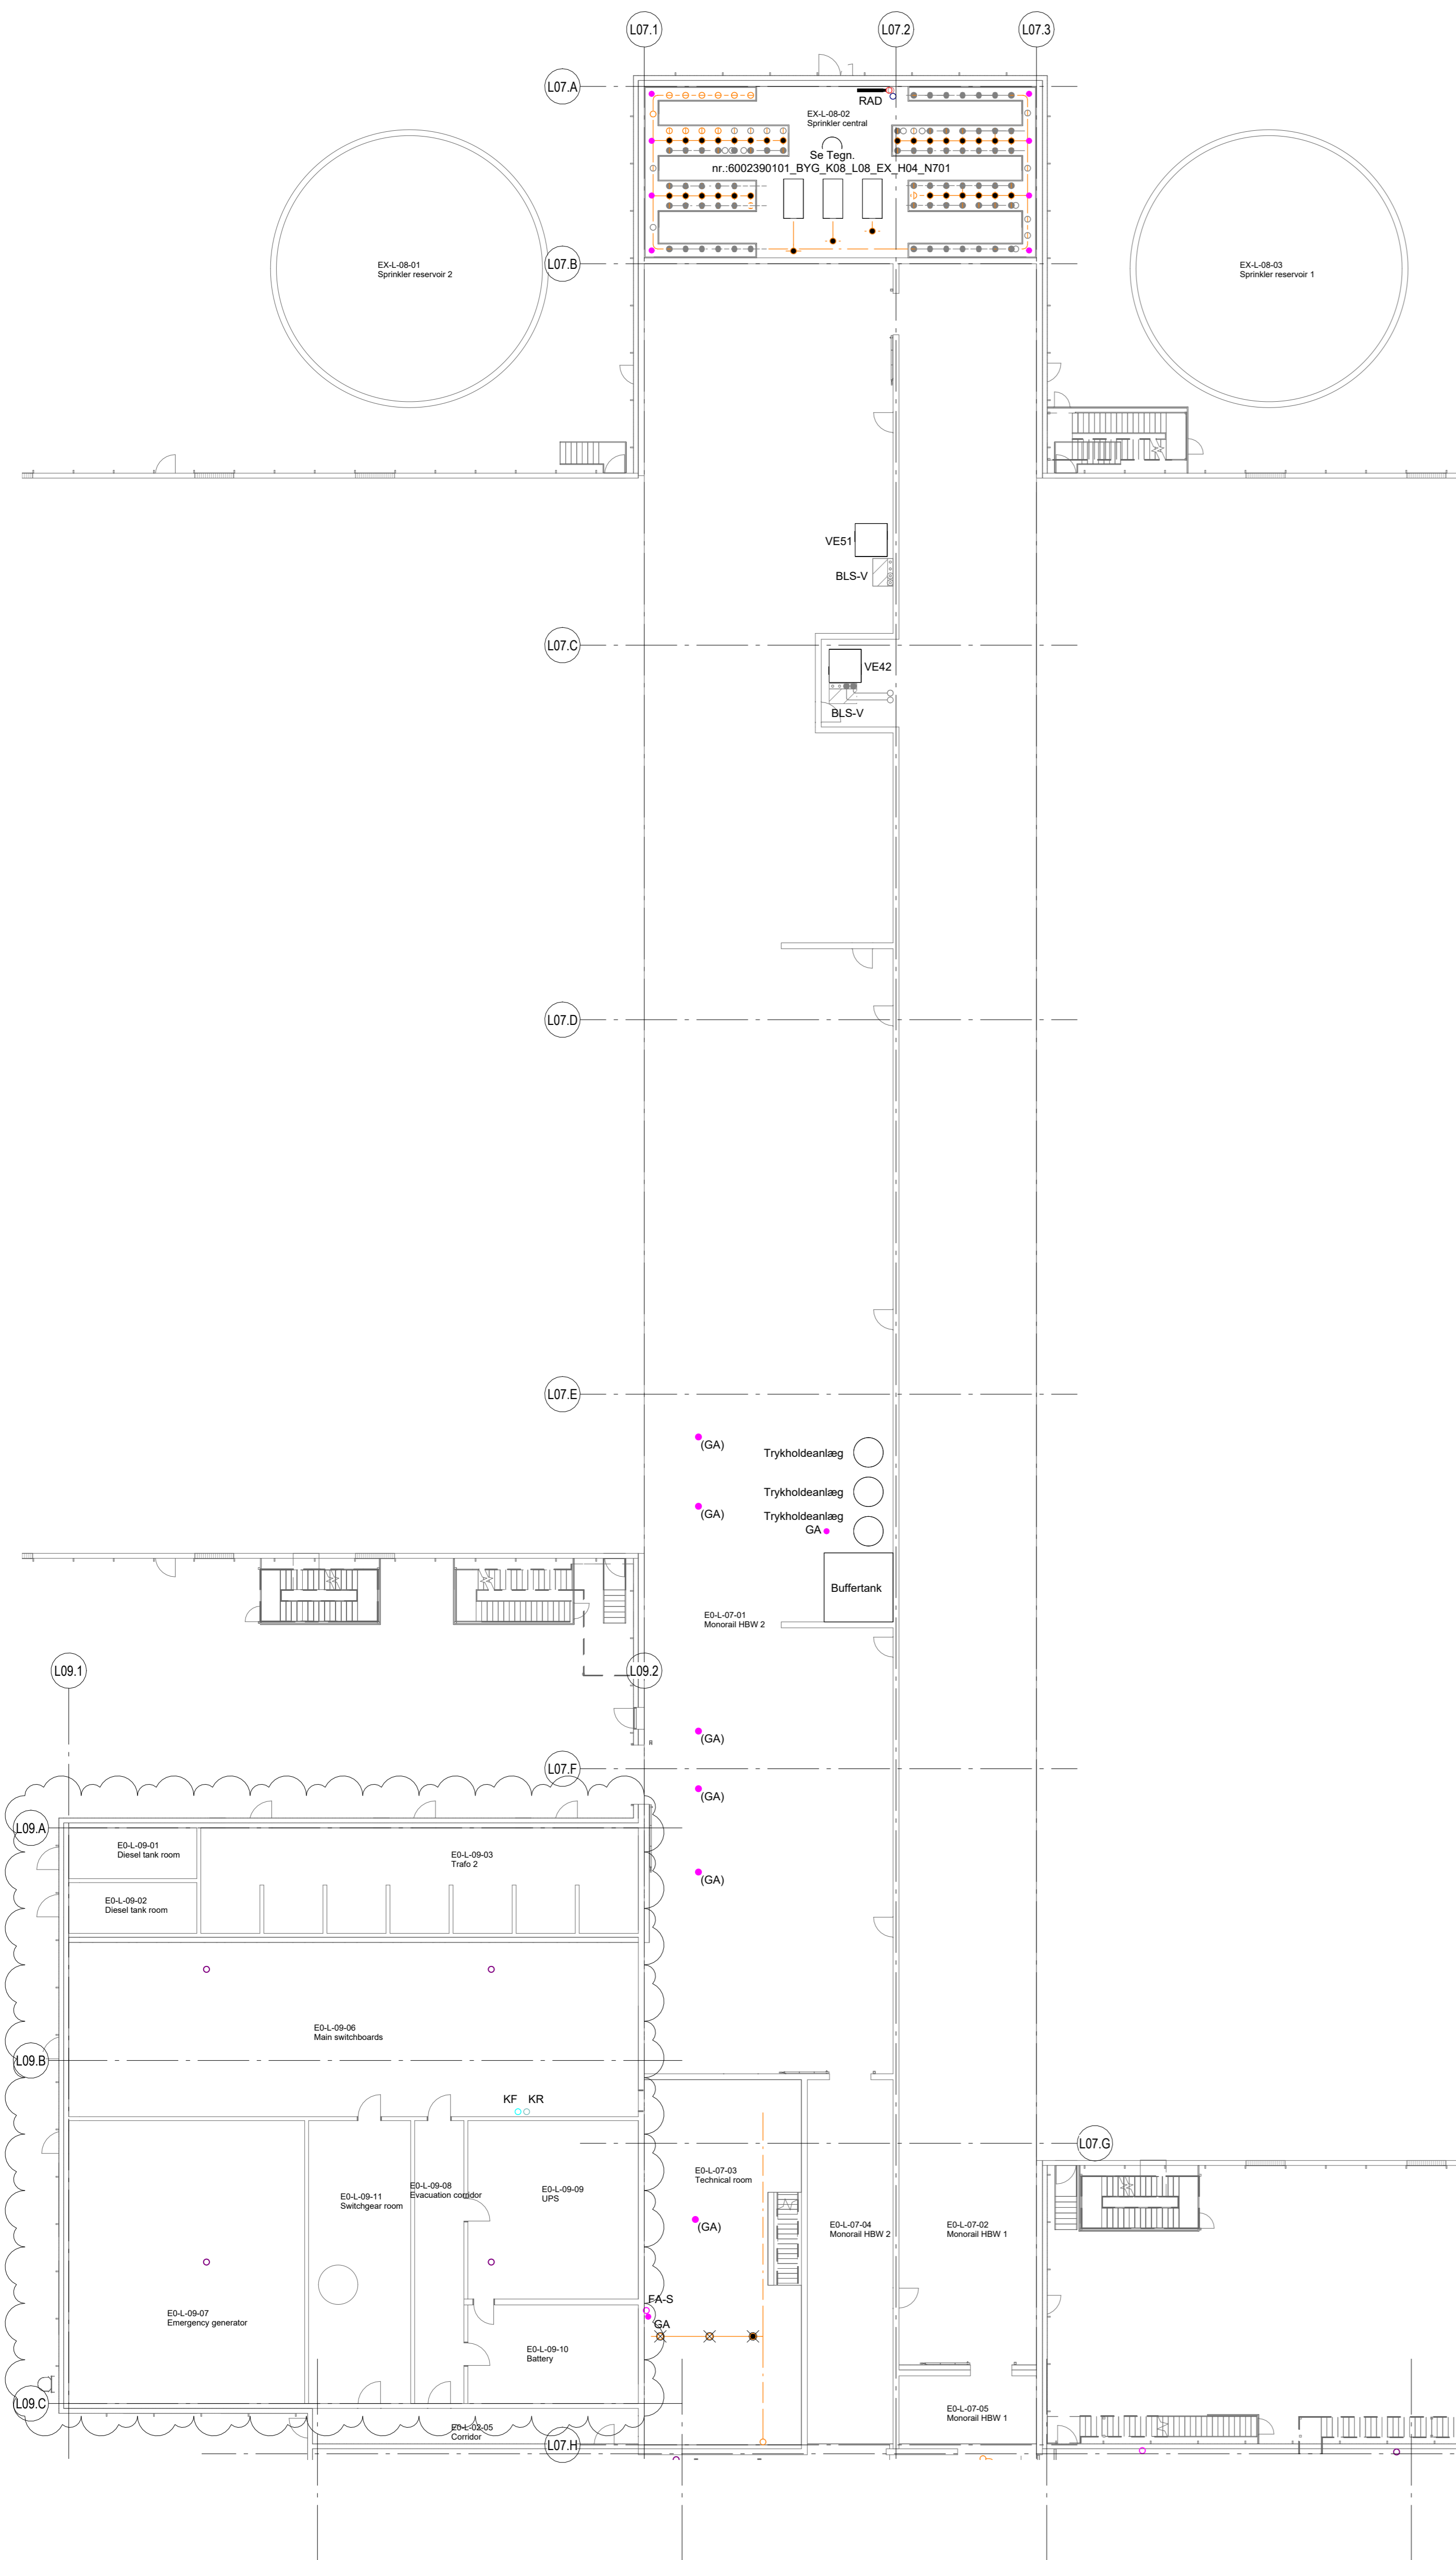 L07.1
L07.2
L07.3
L07.A
RAD
EX-L-08-02
Sprinkler central
Se Tegn.
nr.:6002390101_BYG_K08_L08_EX_H04_N701
L07.B
EX-L-08-01
Sprinkler reservoir 2
EX-L-08-03
Sprinkler reservoir 1
VE51
BLS-V
L07.C
VE42
BLS-V
L07.D
L07.E
(GA)
Trykholdeanlæg
Trykholdeanlæg
(GA)
Trykholdeanlæg
GA
Buffertank
E0-L-07-01
Monorail HBW 2
L09.1
L09.2
(GA)
L07.F
(GA)
L09.A
E0-L-09-01
Diesel tank room
E0-L-09-03
Trafo 2
(GA)
E0-L-09-02
Diesel tank room
E0-L-09-06
Main switchboards
L09.B
KF KR
L07.G
E0-L-07-03
Technical room
E0-L-09-08
Evacuation corridor
E0-L-09-09
UPS
E0-L-09-11
Switchgear room
(GA)
E0-L-07-04
Monorail HBW 2
E0-L-07-02
Monorail HBW 1
FA-S
GA
E0-L-09-07
Emergency generator
E0-L-09-10
Battery
L09.C
E0-L-07-05
Monorail HBW 1
E0-L-02-05
Corridor
L07.H